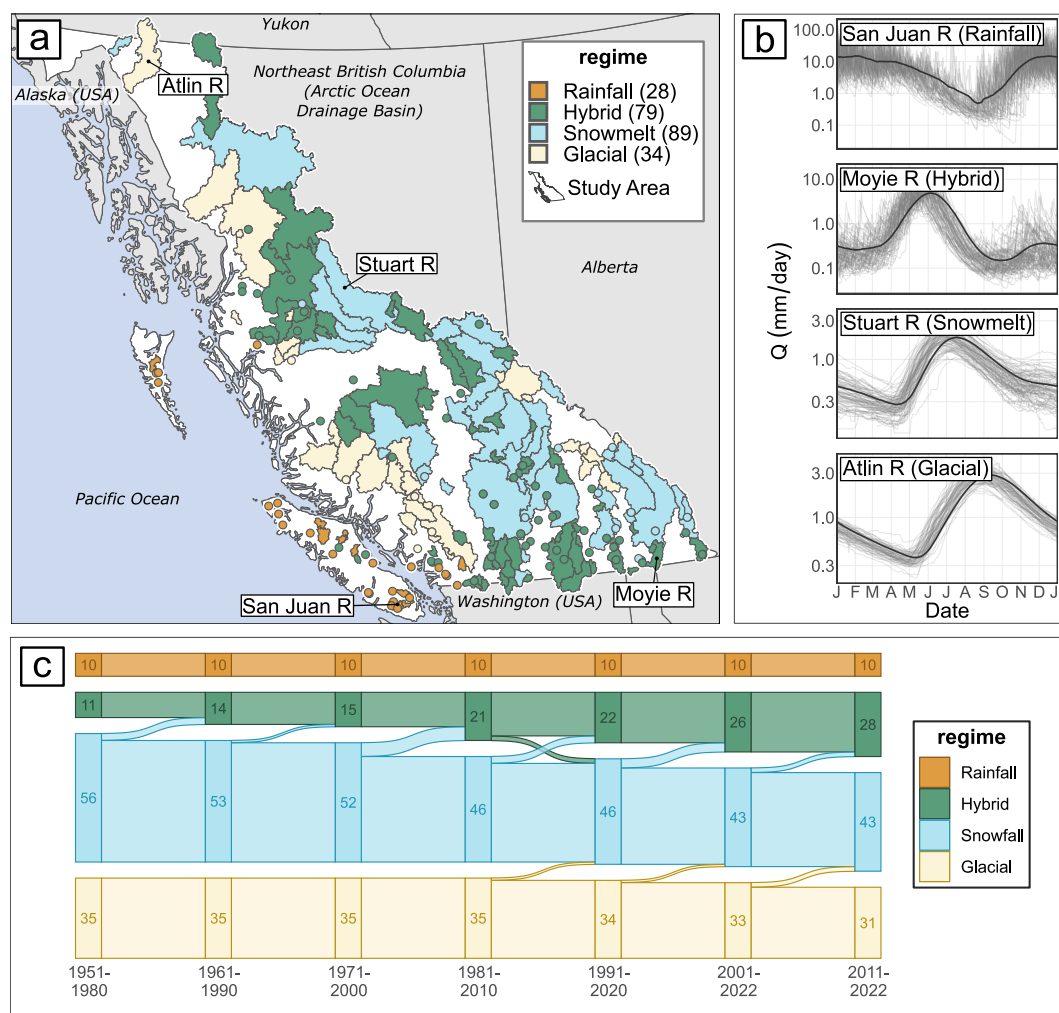 a
Yukon
Atlin R
Alaska (USA)
Northeast British Columbia
(Arctic Ocean
Drainage Basin)
regime
Rainfall (28)
Hybrid (79)
Snowmelt (89)
Glacial (34)
Study Area
Stuart R
Alberta
Pacific Ocean
San Juan R
Washington (USA)
Moyie R
b
San Juan R (Rainfall)
100.0
10.0
1.0
0.1
Moyie R (Hybrid)
10.0
1.0
0.1
Stuart R (Snowmelt)
3.0
1.0
0.3
Atlin R (Glacial)
3.0
1.0
0.3
Q (mm/day)
J F M A M J J A S O N D J
Date
c
10 10 10 10 10 10 10
11 14 15 21 22 26 28
56 53 52 46 46 43 43
35 35 35 35 34 33 31
1951- 1961- 1971- 1981- 1991- 2001- 2011-
1980 1990 2000 2010 2020 2022 2022
regime
Rainfall
Hybrid
Snowfall
Glacial